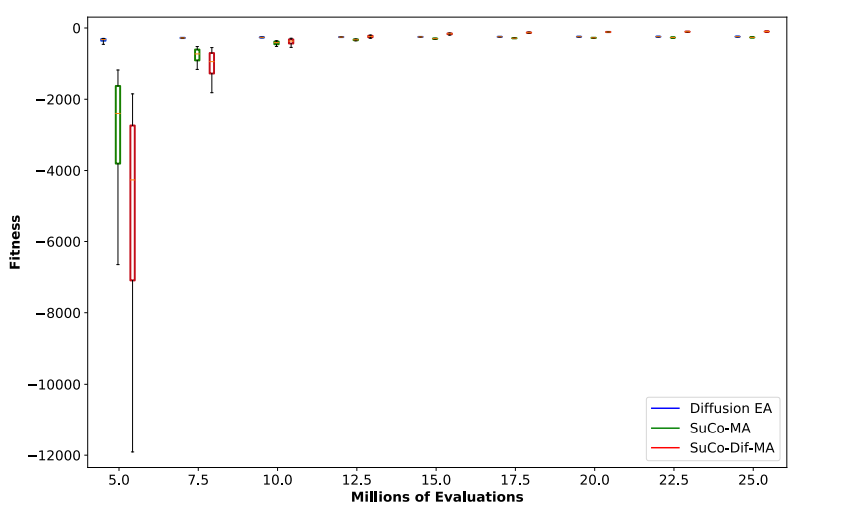 0
−2000
−4000
−6000
−8000
−10000
−12000
Fitness
Diffusion EA
SuCo-MA
SuCo-Dif-MA
5.0 7.5 10.0 12.5 15.0 17.5 20.0 22.5 25.0
Millions of Evaluations